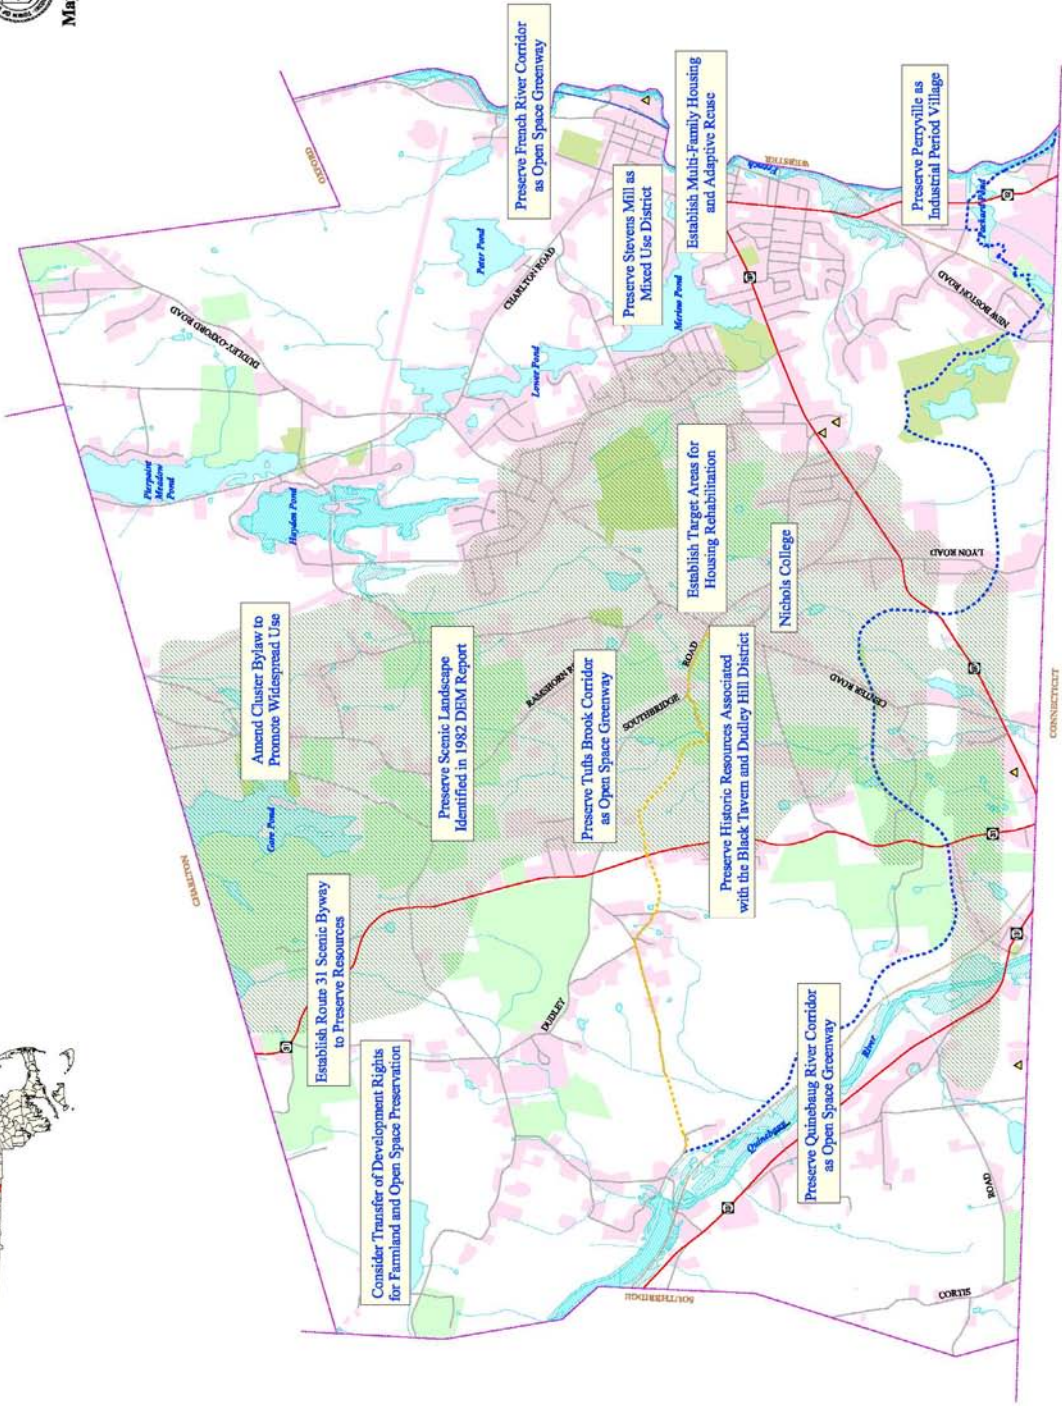 Ma
OXFORD
CHARLTON
WEBSTER
SOUTHBRIDGE
CONNECTICUT
Consider Transfer of Development Rights
for Farmland and Open Space Preservation
Establish Route 31 Scenic Byway
to Preserve Resources
Amend Cluster Bylaw to
Promote Widespread Use
Preserve Scenic Landscape
Identified in 1982 DEM Report
Preserve Tufts Brook Corridor
as Open Space Greenway
Preserve Historic Resources Associated
with the Black Tavern and Dudley Hill District
Preserve Quinebaug River Corridor
as Open Space Greenway
Establish Target Areas for
Housing Rehabilitation
Nichols College
Preserve French River Corridor
as Open Space Greenway
Preserve Stevens Mill as
Mixed Use District
Establish Multi-Family Housing
and Adaptive Reuse
Preserve Perryville as
Industrial Period Village
Pierpoint
Meadow
Pond
Hayden Pond
Gore Pond
Peter Pond
Lower Pond
Merino Pond
Packard Pond
French
Quinebaug
River
DUDLEY-OXFORD ROAD
CHARLTON ROAD
RAMSHORN R
SOUTHBRIDGE
ROAD
CENTER ROAD
LYON ROAD
NEW BOSTON ROAD
DUDLEY
ROAD
CORTIS
31
31